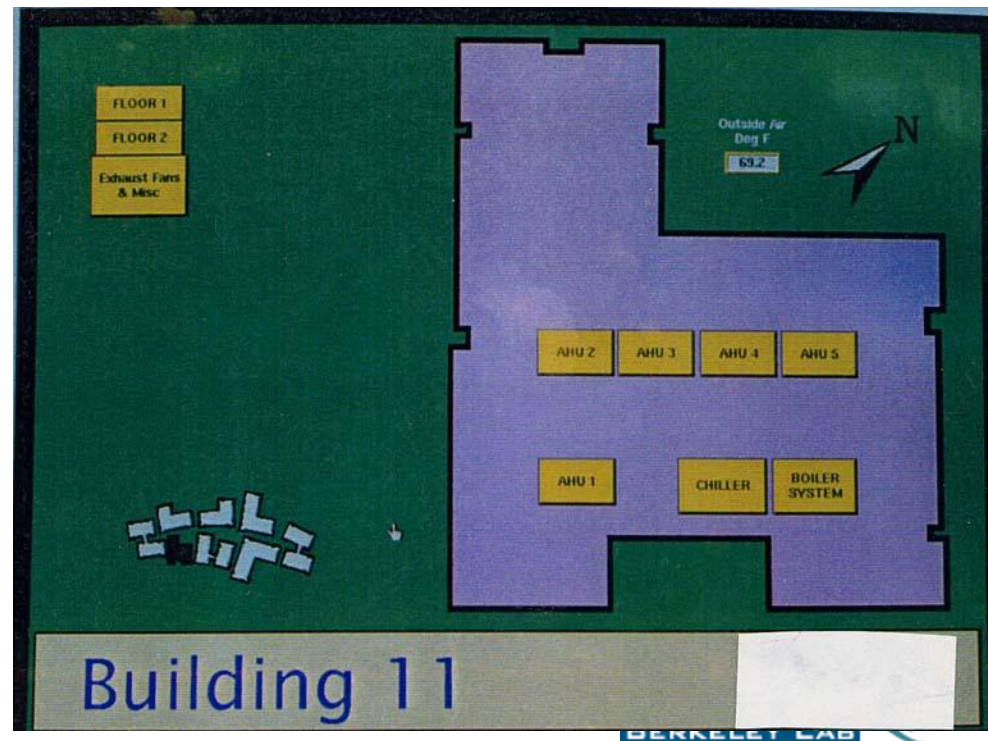 FLOOR 1
FLOOR 2
Exhaust Fans
& Misc
Outside Air
Deg F
69.2
N
AHU 2
AHU 3
AHU 4
AHU 5
AHU 1
CHILLER
BOILER
SYSTEM
Building 11
BERKELEY LAB